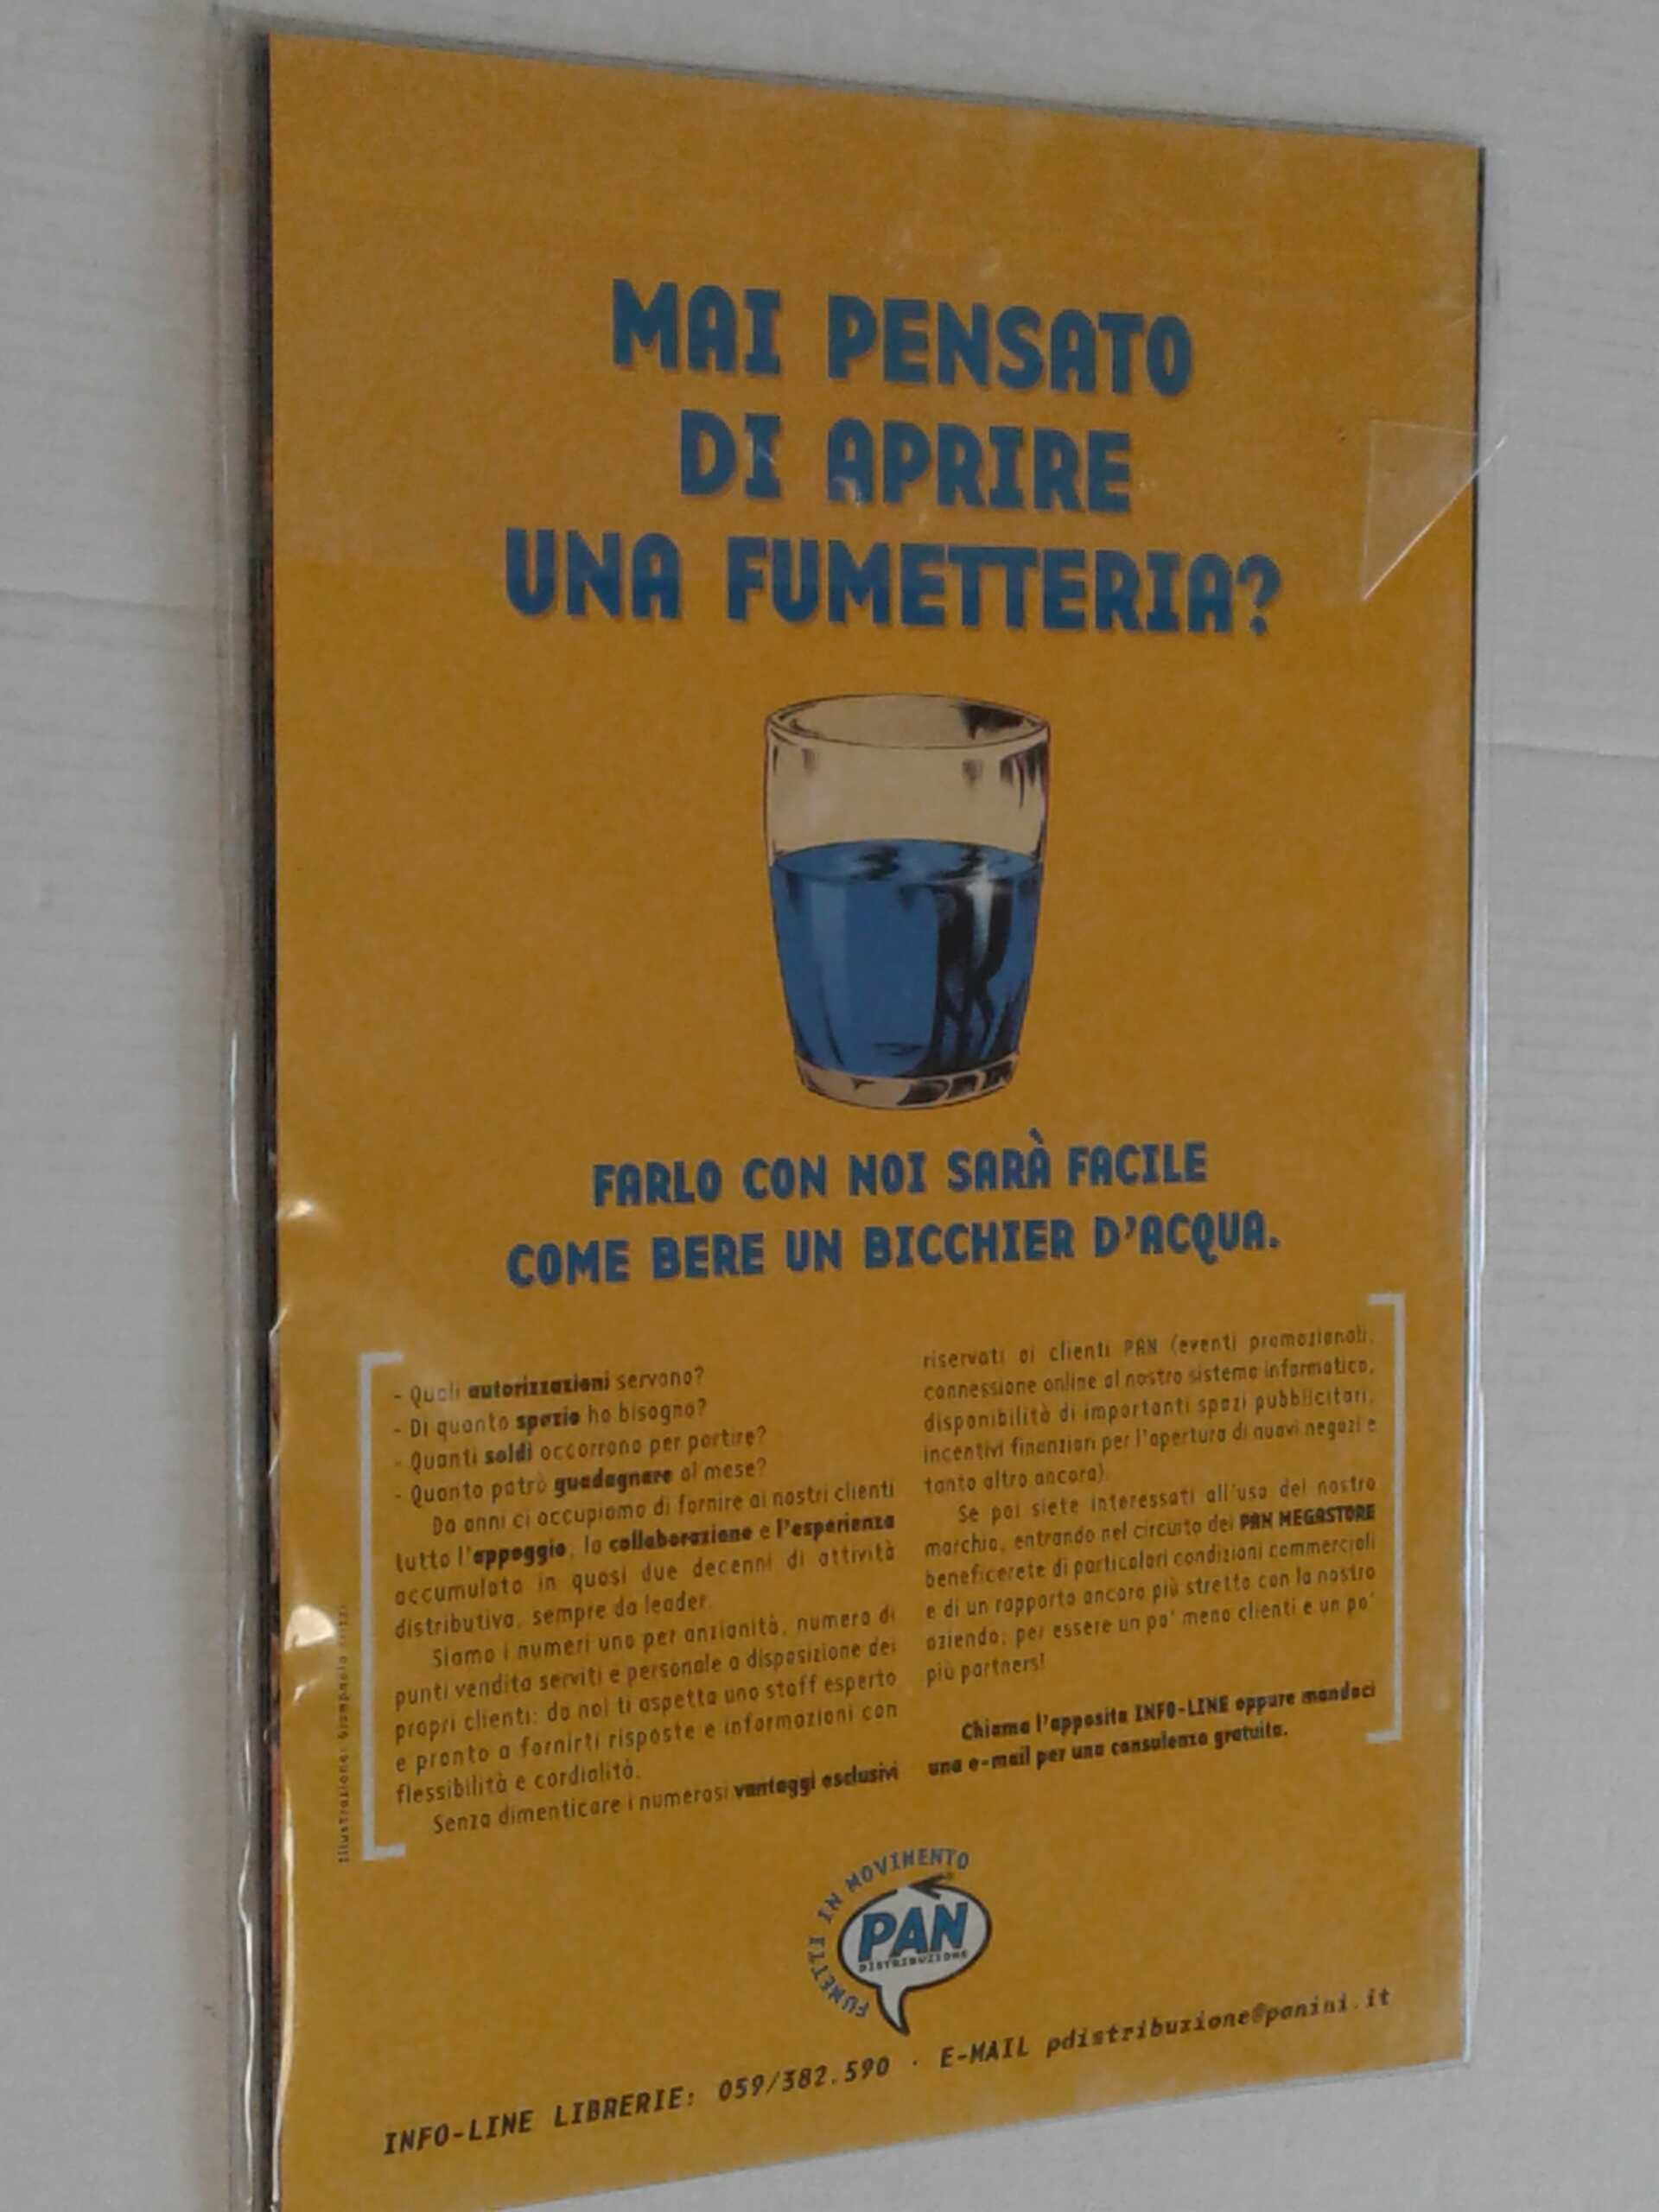 MAI PENSATO
DI APRIRE
UNA FUMETTERIA?
FARLO CON NOI SARÀ FACILE
COME BERE UN BICCHIER D'ACQUA.
- Quali autorizzazioni servono?
- Di quanto spazio ho bisogno?
- Quanti soldi occorrono per partire?
- Quanto potrò guadagnare al mese?
Da anni ci occupiamo di fornire ai nostri clienti
tutto l'appoggio, la collaborazione e l'esperienza
accumulata in quasi due decenni di attività
distributiva, sempre da leader.
Siamo i numeri uno per anzianità, numero di
punti vendita serviti e personale a disposizione dei
propri clienti: da noi ti aspetta uno staff esperto
e pronto a fornirti risposte e informazioni con
flessibilità e cordialità.
Senza dimenticare i numerosi vantaggi esclusivi
riservati ai clienti PAN (eventi promozionali,
connessione online al nostro sistema informatico,
disponibilità di importanti spazi pubblicitari,
incentivi finanziari per l'apertura di nuovi negozi e
tanto altro ancora).
Se poi siete interessati all'uso del nostro
marchio, entrando nel circuito dei PAN MEGASTORE
beneficerete di particolari condizioni commerciali
e di un rapporto ancora più stretto con la nostra
azienda, per essere un po' meno clienti e un po'
più partners!
Chiama l'apposita INFO-LINE oppure mandaci
una e-mail per una consulenza gratuita.
Illustrazione:
FUMETTI IN MOVIMENTO
PAN
DISTRIBUZIONE
INFO-LINE LIBRERIE: 059/382.590 · E-MAIL pdistribuzione@panini.it